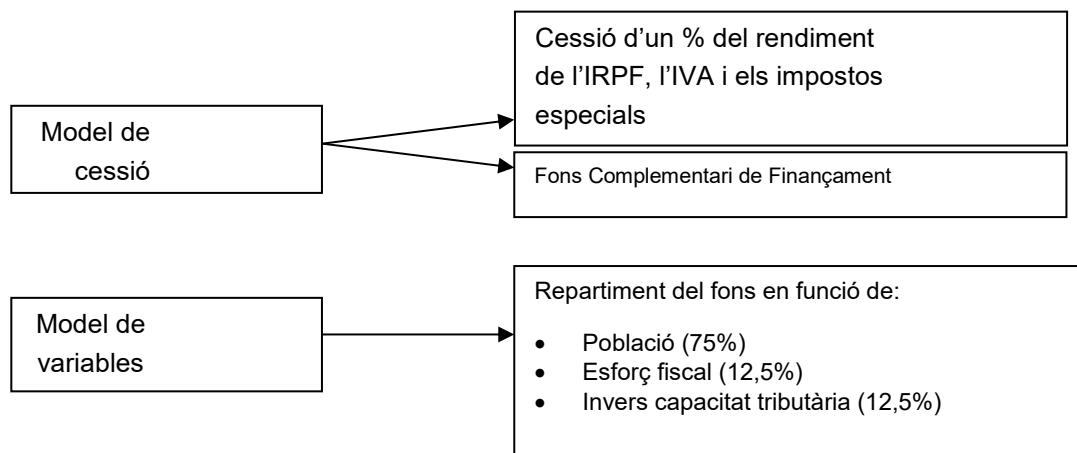 Model de
cessió
Cessió d’un % del rendiment
de l’IRPF, l’IVA i els impostos
especials
Fons Complementari de Finançament
Model de
variables
Repartiment del fons en funció de:
• Població (75%)
• Esforç fiscal (12,5%)
• Invers capacitat tributària (12,5%)